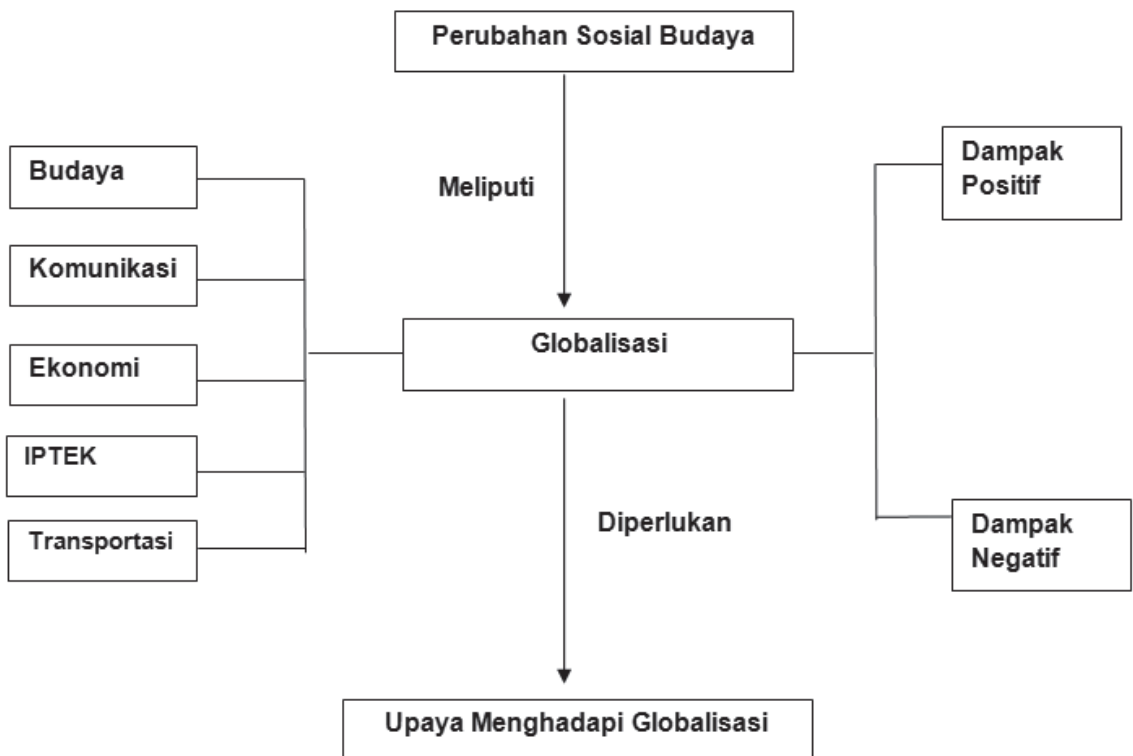 Perubahan Sosial Budaya
Meliputi
Budaya
Komunikasi
Ekonomi
IPTEK
Transportasi
Globalisasi
Dampak
Positif
Dampak
Negatif
Diperlukan
Upaya Menghadapi Globalisasi